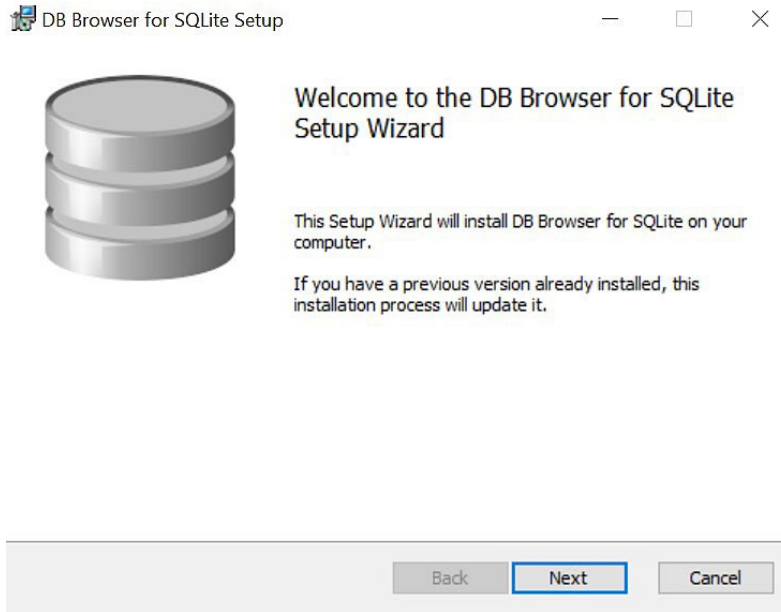 DB Browser for SQLite Setup
Welcome to the DB Browser for SQLite
Setup Wizard
This Setup Wizard will install DB Browser for SQLite on your
computer.
If you have a previous version already installed, this
installation process will update it.
Back
Next
Cancel